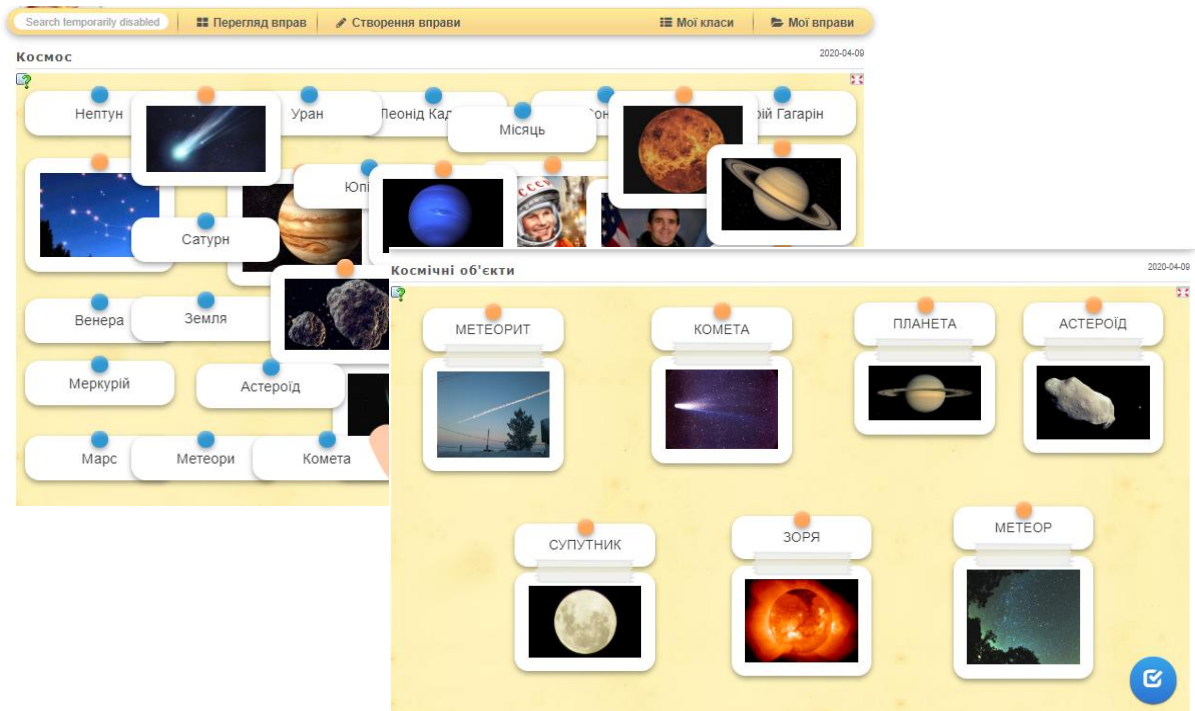 Search temporarily disabled
Перегляд вправ
Створення вправи
Мої класи
Мої вправи
Космос
2020-04-09
Нептун
Уран
Місяць
Гагарін
СССР
Сатурн
Венера
Земля
Меркурій
Астероїд
Марс
Метеори
Комета
Космічні об'єкти
2020-04-09
МЕТЕОРИТ
КОМЕТА
ПЛАНЕТА
АСТЕРОЇД
СУПУТНИК
ЗОРЯ
МЕТЕОР